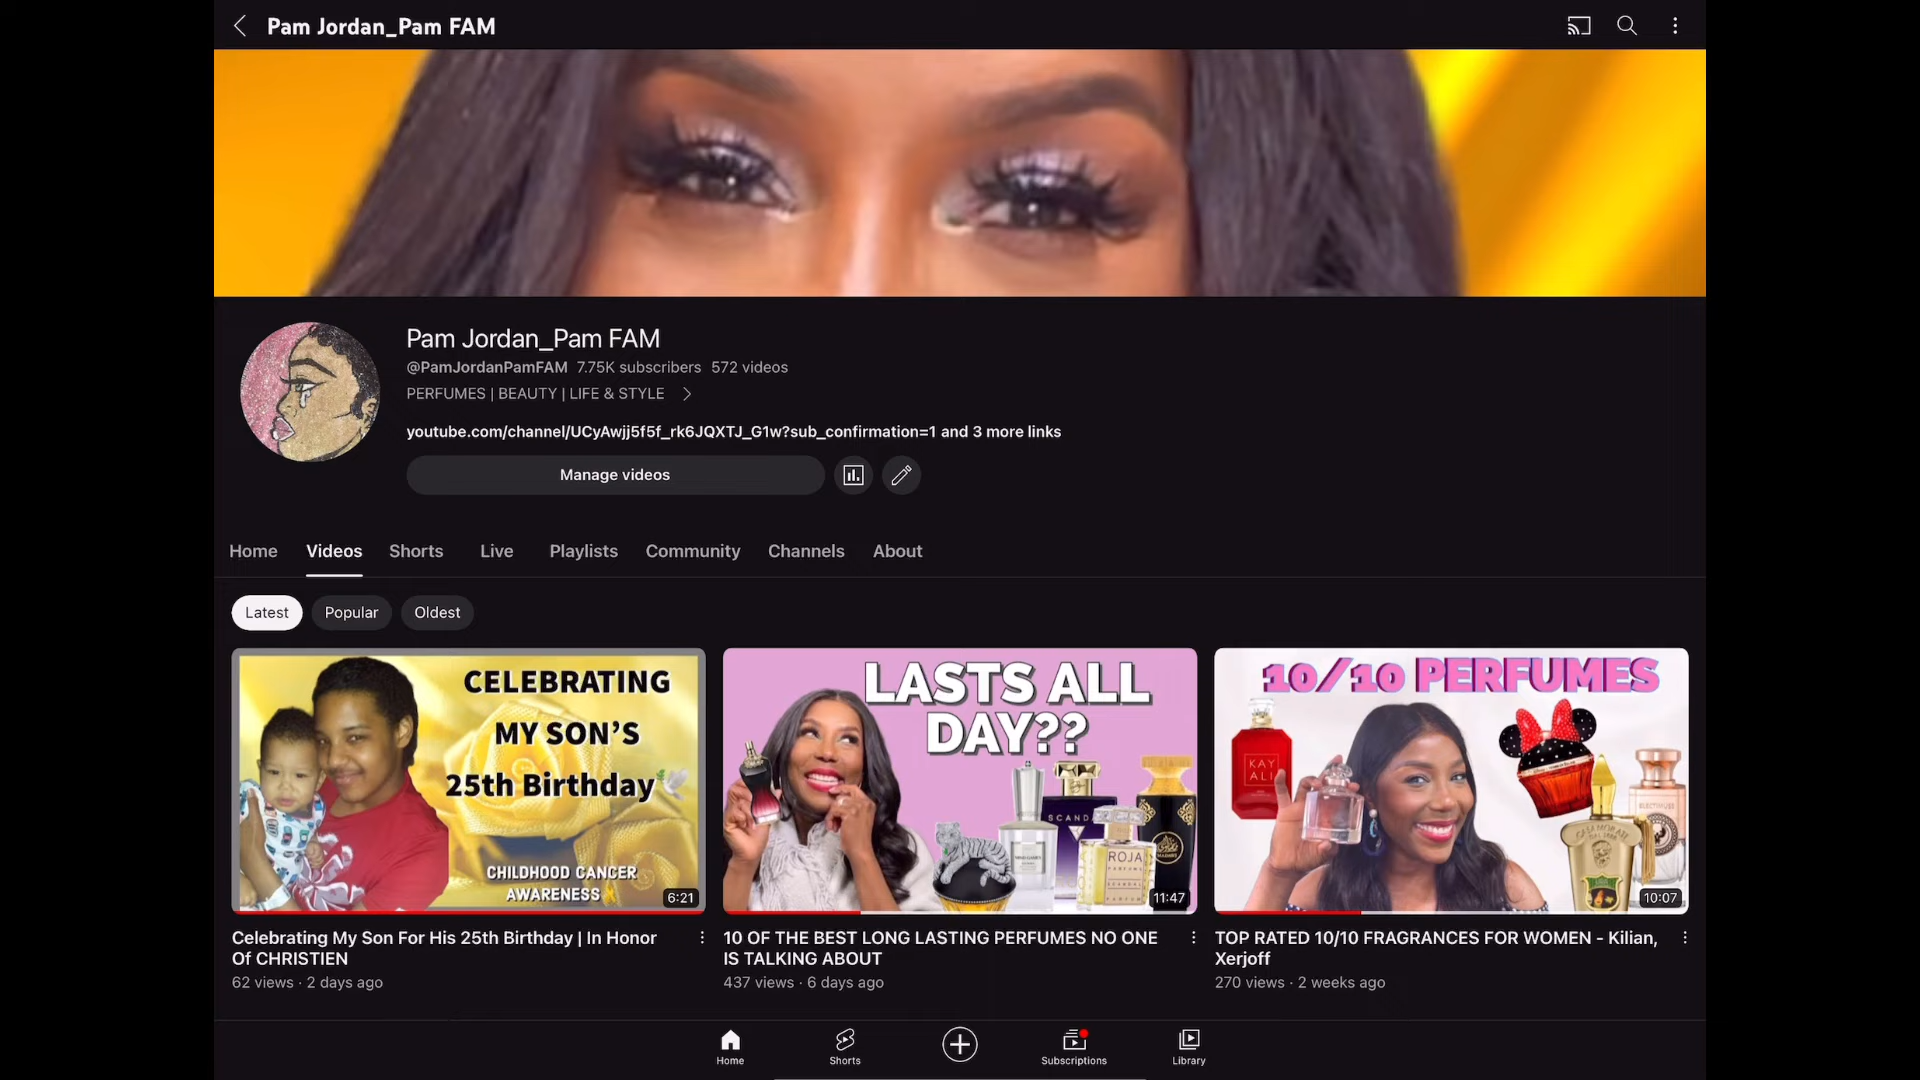 Pam Jordan_Pam FAM
Pam Jordan_Pam FAM
@PamJordanPamFAM 7.75K subscribers 572 videos
PERFUMES | BEAUTY | LIFE & STYLE
youtube.com/channel/UCyAwjj5f5f_rk6JQXTJ_G1w?sub_confirmation=1 and 3 more links
Manage videos
Home Videos Shorts Live Playlists Community Channels About
Latest Popular Oldest
CELEBRATING
MY SON'S
25th Birthday
CHILDHOOD CANCER
AWARENESS
6:21
LASTS ALL
DAY??
SCAND
ROJA
PARFUMS
11:47
10/10 PERFUMES
KAY
ALI
CASAMORATI
10:07
Celebrating My Son For His 25th Birthday | In Honor
Of CHRISTIEN
62 views · 2 days ago
10 OF THE BEST LONG LASTING PERFUMES NO ONE
IS TALKING ABOUT
437 views · 6 days ago
TOP RATED 10/10 FRAGRANCES FOR WOMEN - Kilian,
Xerjoff
270 views · 2 weeks ago
Home Shorts Subscriptions Library